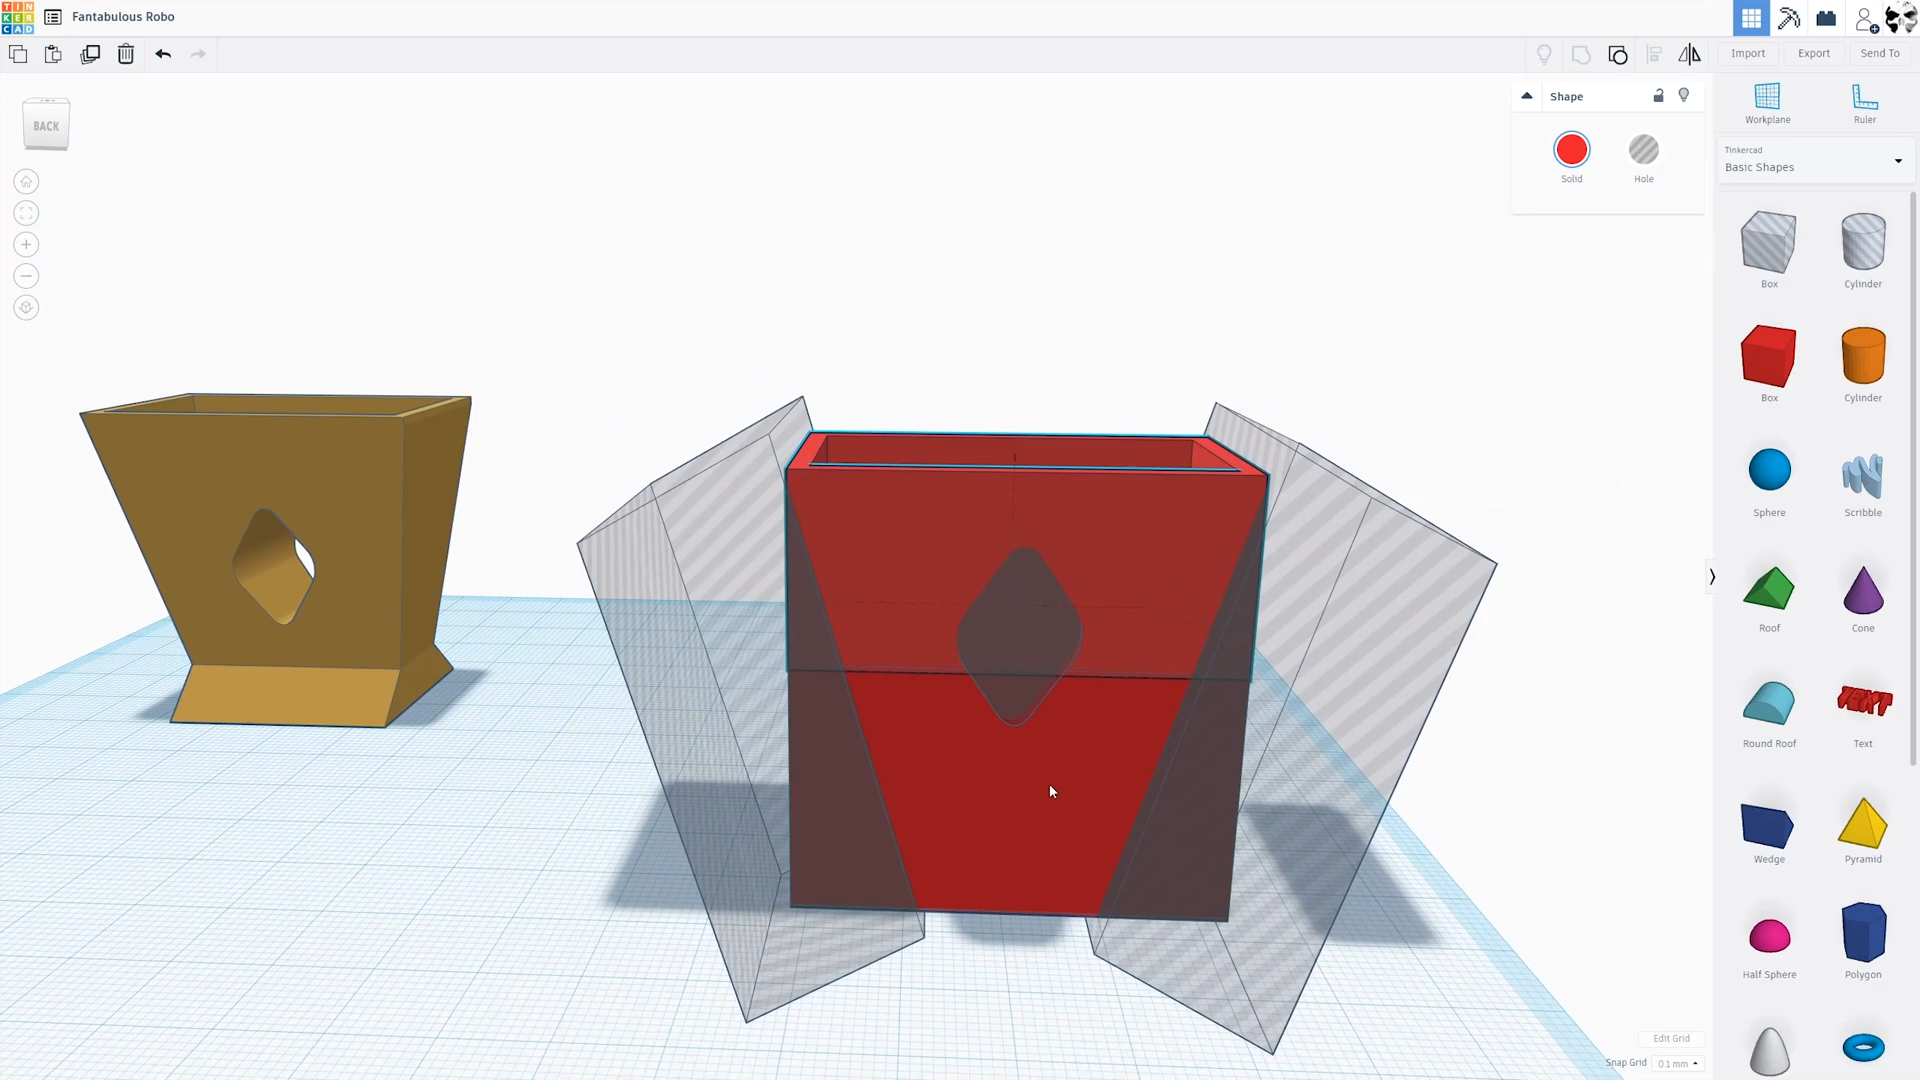 TIN
KER
CAD
Fantabulous Robo
Import
Export
Send To
BACK
Shape
Solid
Hole
Workplane
Ruler
Tinkercad
Basic Shapes
Box
Cylinder
Box
Cylinder
Sphere
Scribble
Roof
Cone
Round Roof
TEXT
Text
Wedge
Pyramid
Half Sphere
Polygon
Edit Grid
Snap Grid
0.1 mm